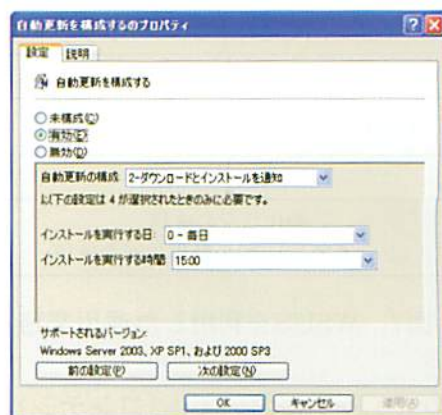 自動更新を構成するのプロパティ
設定 説明
自動更新を構成する
未構成(C)
有効(E)
無効(D)
自動更新の構成: 2-ダウンロードとインストールを通知
以下の設定は 4 が選択されたときのみに必要です。
インストールを実行する日: 0 - 毎日
インストールを実行する時間: 15:00
サポートされるバージョン:
Windows Server 2003、XP SP1、および 2000 SP3
前の設定(P) 次の設定(N)
OK キャンセル 適用(A)